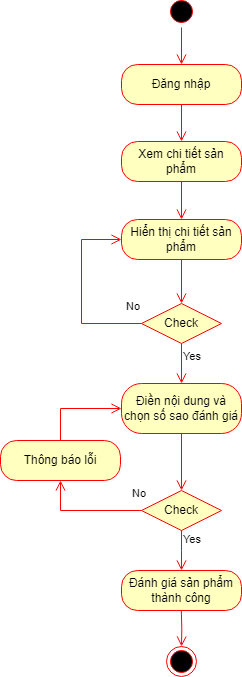 Đăng nhập
Xem chi tiết sản
phẩm
Hiển thị chi tiết sản
phẩm
No
Check
Yes
Điền nội dung và
chọn số sao đánh giá
Thông báo lỗi
No
Check
Yes
Đánh giá sản phẩm
thành công